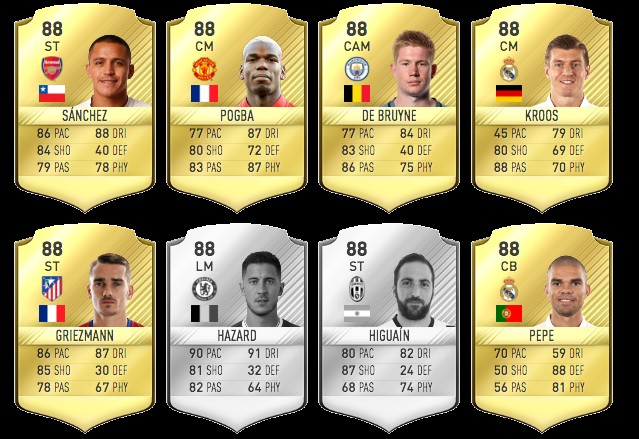 88
ST
SÁNCHEZ
86 PAC 88 DRI
84 SHO 40 DEF
79 PAS 78 PHY
88
CM
POGBA
77 PAC 87 DRI
80 SHO 72 DEF
83 PAS 87 PHY
88
CAM
DE BRUYNE
77 PAC 84 DRI
83 SHO 40 DEF
86 PAS 75 PHY
88
CM
KROOS
45 PAC 79 DRI
80 SHO 69 DEF
88 PAS 70 PHY
88
ST
GRIEZMANN
86 PAC 87 DRI
85 SHO 30 DEF
78 PAS 67 PHY
88
LM
HAZARD
90 PAC 91 DRI
81 SHO 32 DEF
82 PAS 64 PHY
88
ST
HIGUAÍN
80 PAC 82 DRI
87 SHO 24 DEF
68 PAS 74 PHY
88
CB
PEPE
70 PAC 59 DRI
50 SHO 88 DEF
56 PAS 81 PHY